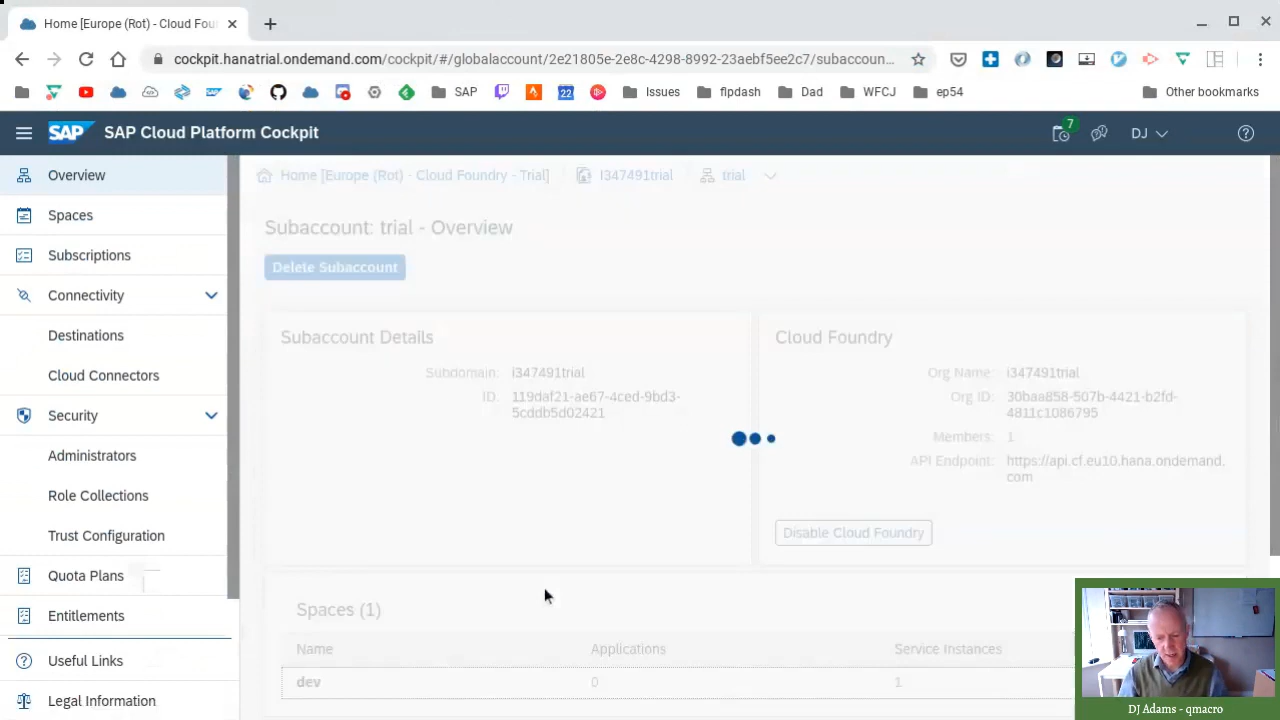 Home [Europe (Rot) - Cloud Fou
cockpit.hanatrial.ondemand.com/cockpit/#/globalaccount/2e21805e-2e8c-4298-8992-23aebf5ee2c7/subaccoun...
22
SAP
Issues
flpdash
Dad
WFCJ
ep54
Other bookmarks
SAP
SAP Cloud Platform Cockpit
7
DJ
Overview
Spaces
Subscriptions
Connectivity
Destinations
Cloud Connectors
Security
Administrators
Role Collections
Trust Configuration
Quota Plans
Entitlements
Useful Links
Legal Information
Home [Europe (Rot) - Cloud Foundry - Trial]
I347491trial
trial
Subaccount: trial - Overview
Delete Subaccount
Subaccount Details
Subdomain: i347491trial
ID: 119daf21-ae67-4ced-9bd3-
5cddb5d02421
Cloud Foundry
Org Name: i347491trial
Org ID: 30baa858-507b-4421-b2fd-
4811c1086795
Members: 1
API Endpoint: https://api.cf.eu10.hana.ondemand.
com
Disable Cloud Foundry
Spaces (1)
Name Applications Service Instances
dev 0 1
DJ Adams - qmacro